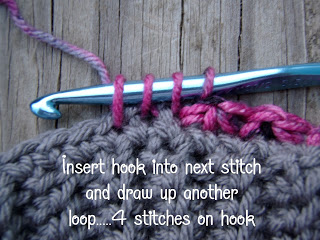 Insert hook into next stitch
and draw up another
loop.....4 stitches on hook